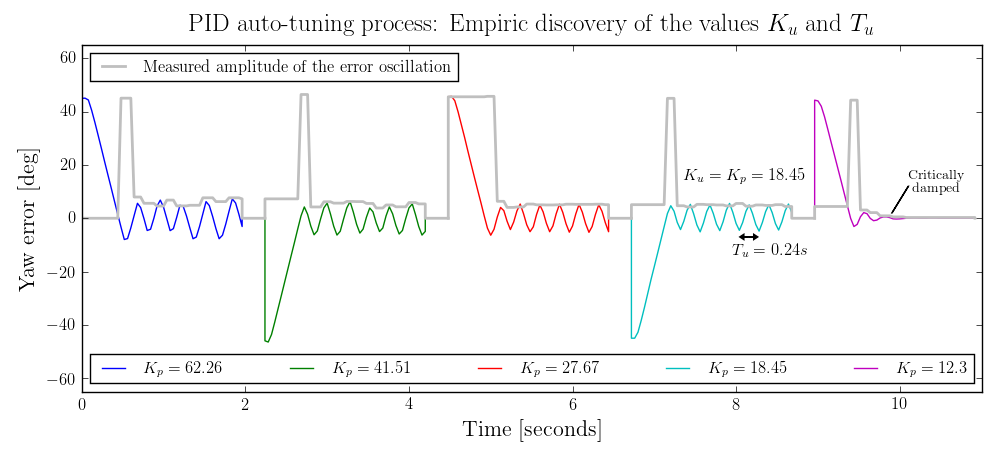 PID auto-tuning process: Empiric discovery of the values $K_u$ and $T_u$
Measured amplitude of the error oscillation
Yaw error [deg]
60
40
20
0
−20
−40
−60
$K_u = K_p = 18.45$
$T_u = 0.24s$
Critically
damped
$K_p = 62.26$
$K_p = 41.51$
$K_p = 27.67$
$K_p = 18.45$
$K_p = 12.3$
0
2
4
6
8
10
Time [seconds]